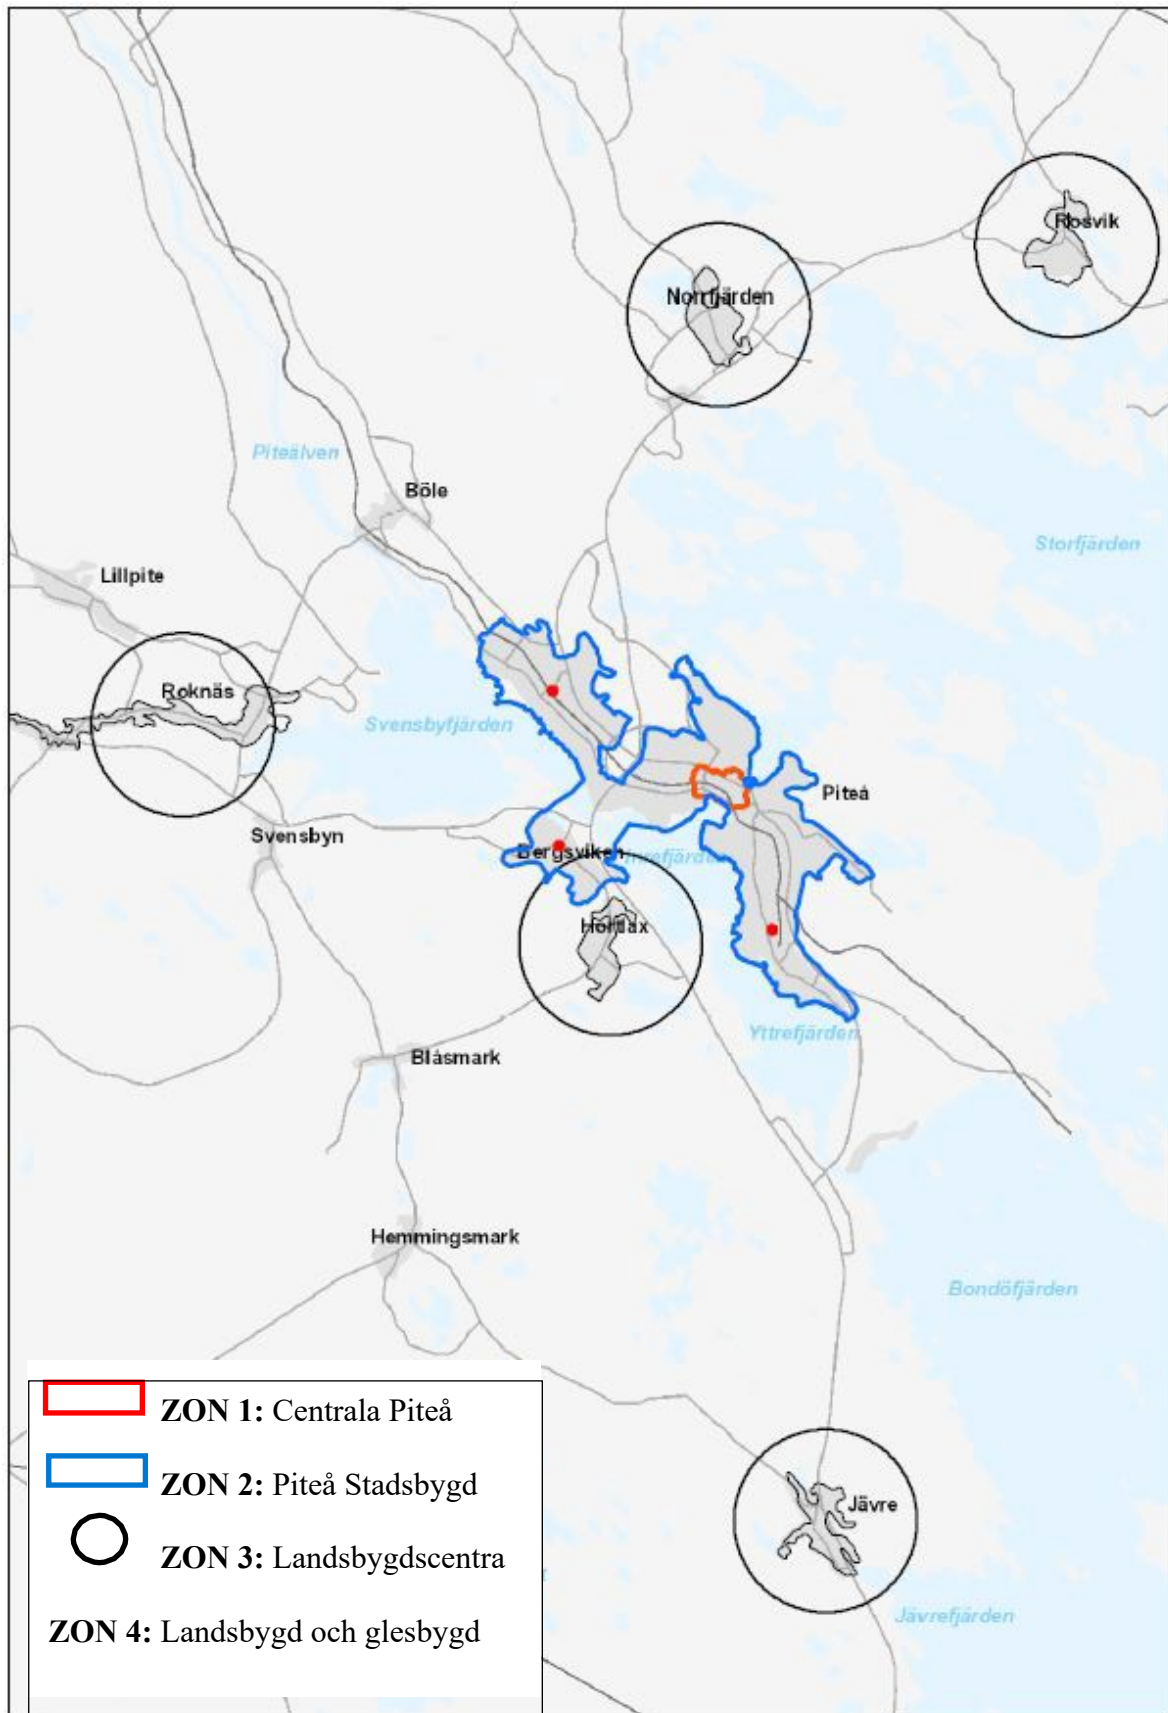 Rosvik
Norrfjärden
Piteälven
Böle
Storfjärden
Lillpite
Roknäs
Svensbyfjärden
Piteå
Svensbyn
Bergsviken
Inrefjärden
Hortlax
Yttrefjärden
Blåsmark
Hemmingsmark
Bondöfjärden
ZON 1: Centrala Piteå
ZON 2: Piteå Stadsbygd
Jävre
ZON 3: Landsbygdscentra
Jävrefjärden
ZON 4: Landsbygd och glesbygd